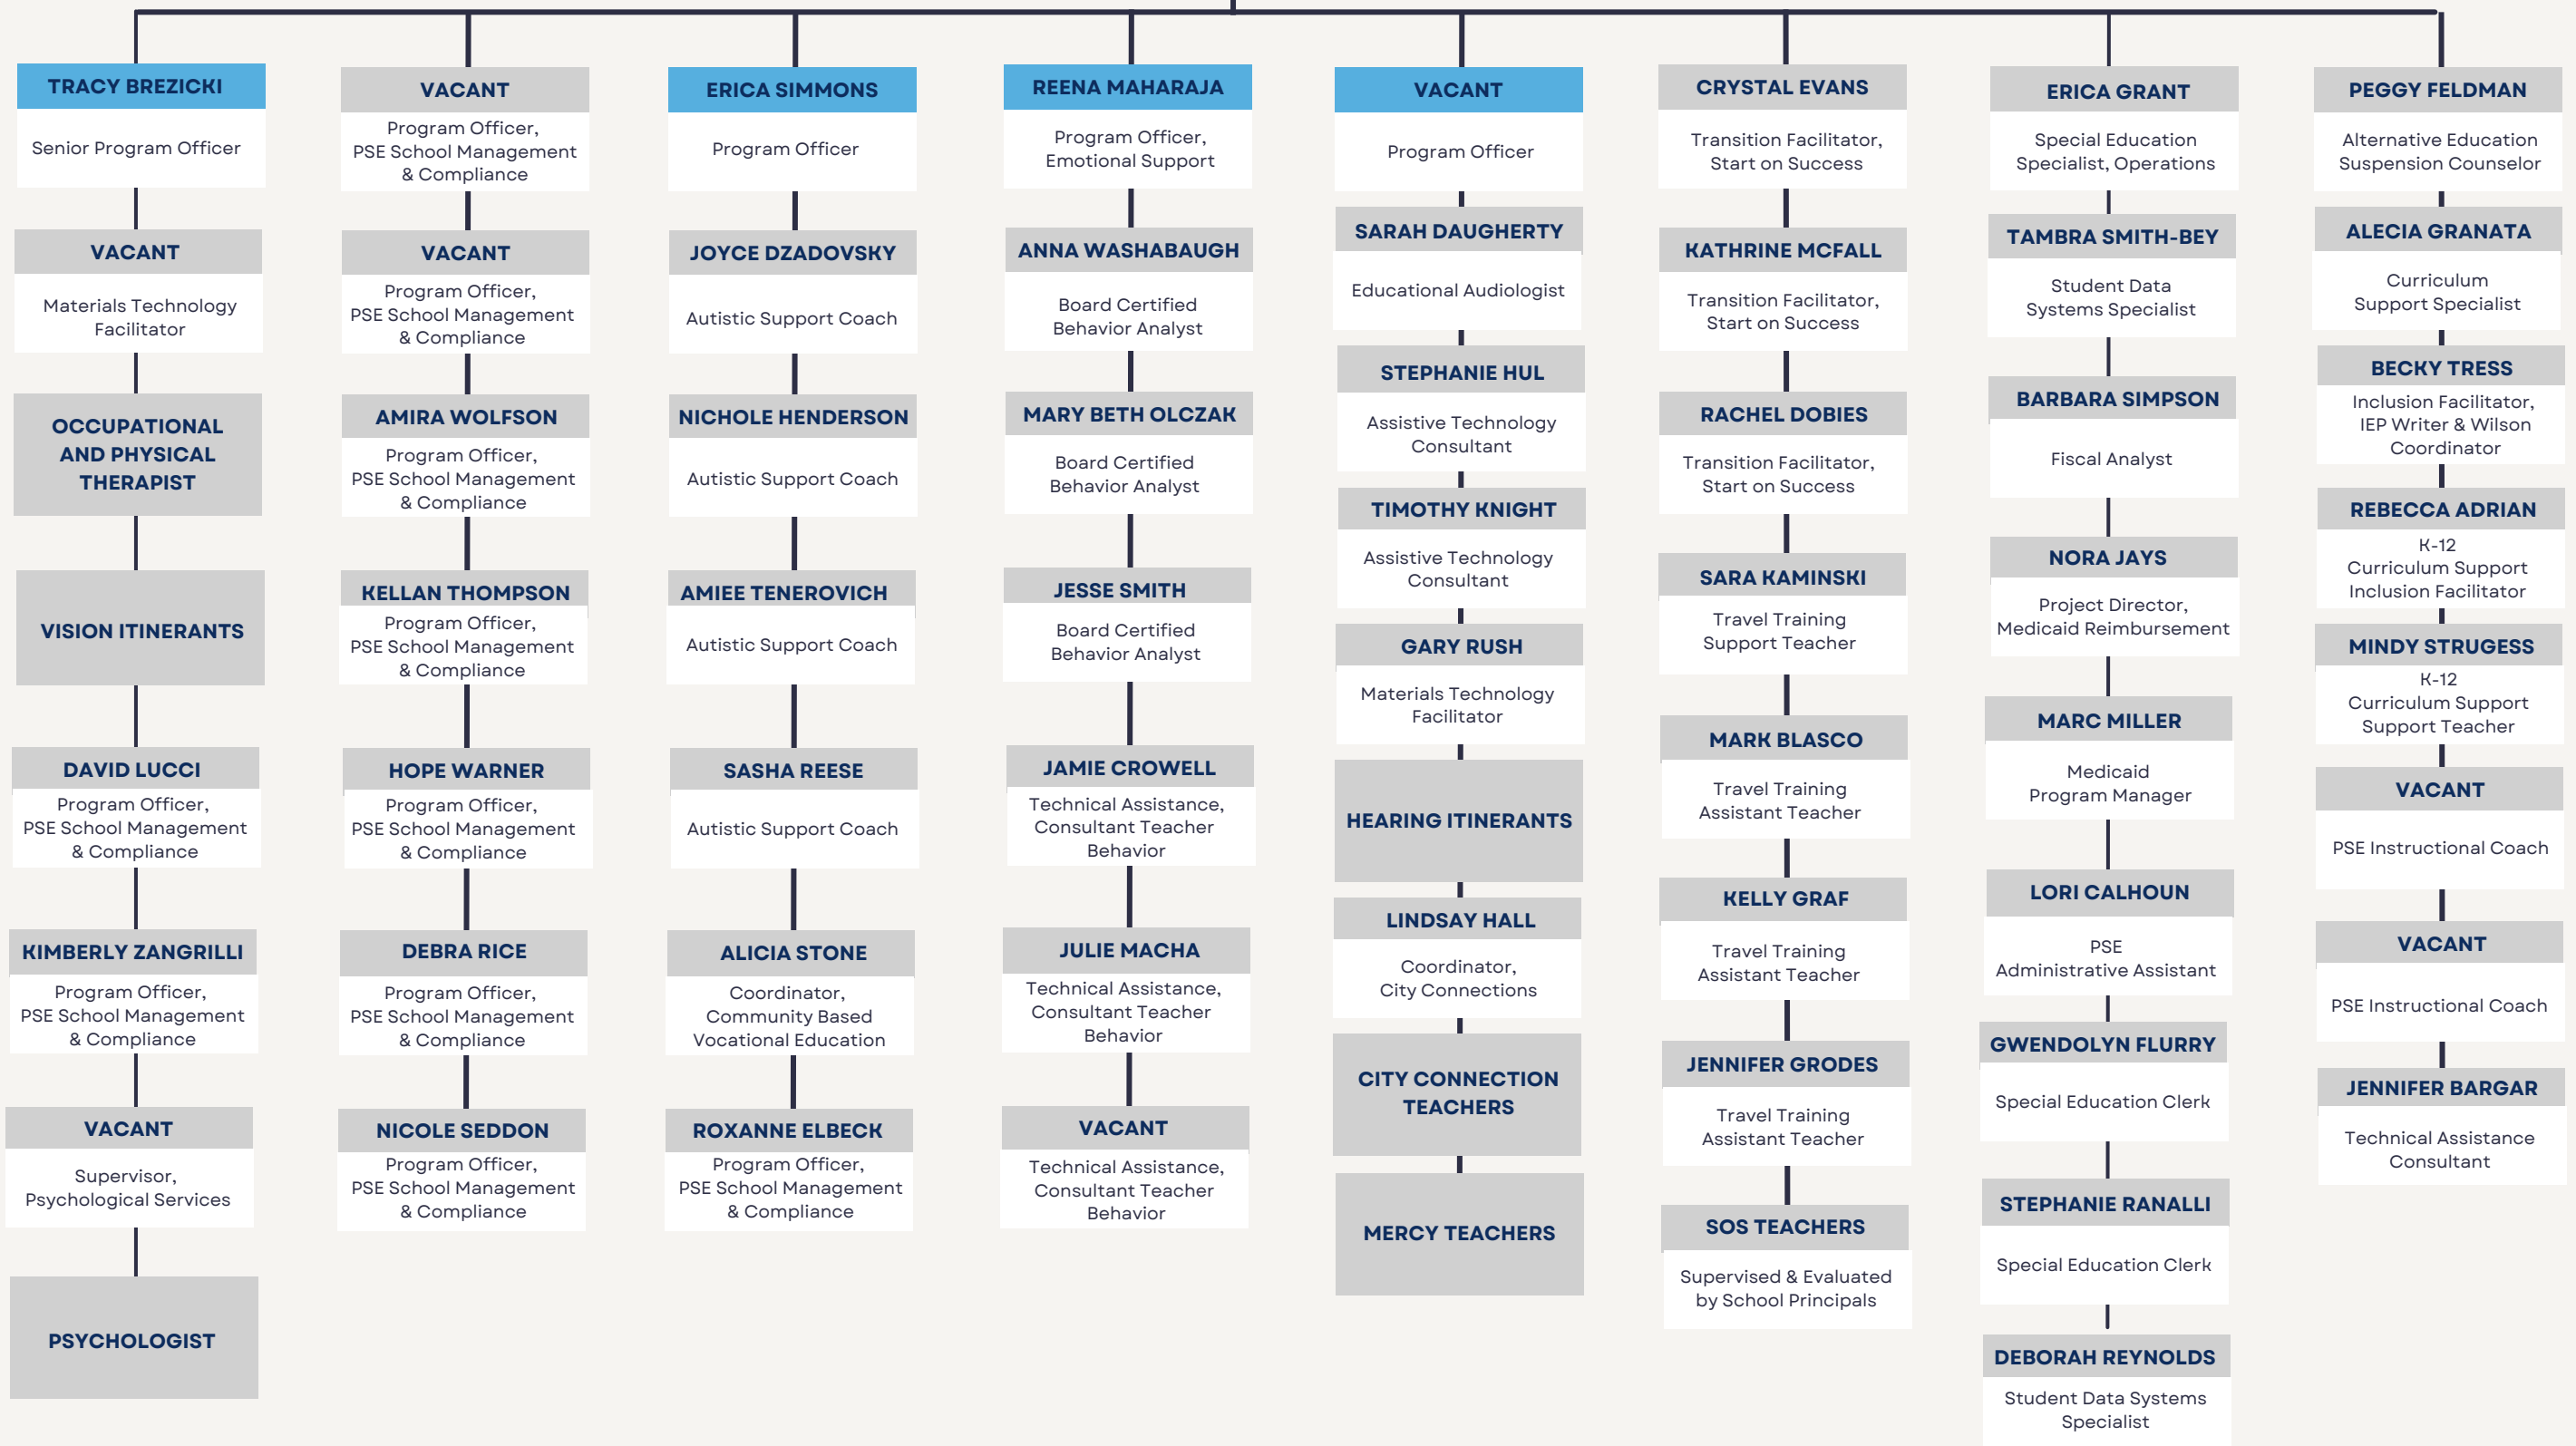 TRACY BREZICKI
Senior Program Officer
VACANT
Materials Technology
Facilitator
OCCUPATIONAL
AND PHYSICAL
THERAPIST
VISION ITINERANTS
DAVID LUCCI
Program Officer,
PSE School Management
& Compliance
KIMBERLY ZANGRILLI
Program Officer,
PSE School Management
& Compliance
VACANT
Supervisor,
Psychological Services
PSYCHOLOGIST
VACANT
Program Officer,
PSE School Management
& Compliance
VACANT
Program Officer,
PSE School Management
& Compliance
AMIRA WOLFSON
Program Officer,
PSE School Management
& Compliance
KELLAN THOMPSON
Program Officer,
PSE School Management
& Compliance
HOPE WARNER
Program Officer,
PSE School Management
& Compliance
DEBRA RICE
Program Officer,
PSE School Management
& Compliance
NICOLE SEDDON
Program Officer,
PSE School Management
& Compliance
ERICA SIMMONS
Program Officer
JOYCE DZADOVSKY
Autistic Support Coach
NICHOLE HENDERSON
Autistic Support Coach
AMIEE TENEROVICH
Autistic Support Coach
SASHA REESE
Autistic Support Coach
ALICIA STONE
Coordinator,
Community Based
Vocational Education
ROXANNE ELBECK
Program Officer,
PSE School Management
& Compliance
REENA MAHARAJA
Program Officer,
Emotional Support
ANNA WASHABAUGH
Board Certified
Behavior Analyst
MARY BETH OLCZAK
Board Certified
Behavior Analyst
JESSE SMITH
Board Certified
Behavior Analyst
JAMIE CROWELL
Technical Assistance,
Consultant Teacher
Behavior
JULIE MACHA
Technical Assistance,
Consultant Teacher
Behavior
VACANT
Technical Assistance,
Consultant Teacher
Behavior
VACANT
Program Officer
SARAH DAUGHERTY
Educational Audiologist
STEPHANIE HUL
Assistive Technology
Consultant
TIMOTHY KNIGHT
Assistive Technology
Consultant
GARY RUSH
Materials Technology
Facilitator
HEARING ITINERANTS
LINDSAY HALL
Coordinator,
City Connections
CITY CONNECTION
TEACHERS
MERCY TEACHERS
CRYSTAL EVANS
Transition Facilitator,
Start on Success
KATHRINE MCFALL
Transition Facilitator,
Start on Success
RACHEL DOBIES
Transition Facilitator,
Start on Success
SARA KAMINSKI
Travel Training
Support Teacher
MARK BLASCO
Travel Training
Assistant Teacher
KELLY GRAF
Travel Training
Assistant Teacher
JENNIFER GRODES
Travel Training
Assistant Teacher
SOS TEACHERS
Supervised & Evaluated
by School Principals
ERICA GRANT
Special Education
Specialist, Operations
TAMBRA SMITH-BEY
Student Data
Systems Specialist
BARBARA SIMPSON
Fiscal Analyst
NORA JAYS
Project Director,
Medicaid Reimbursement
MARC MILLER
Medicaid
Program Manager
LORI CALHOUN
PSE
Administrative Assistant
GWENDOLYN FLURRY
Special Education Clerk
STEPHANIE RANALLI
Special Education Clerk
DEBORAH REYNOLDS
Student Data Systems
Specialist
PEGGY FELDMAN
Alternative Education
Suspension Counselor
ALECIA GRANATA
Curriculum
Support Specialist
BECKY TRESS
Inclusion Facilitator,
IEP Writer & Wilson
Coordinator
REBECCA ADRIAN
K-12
Curriculum Support
Inclusion Facilitator
MINDY STRUGESS
K-12
Curriculum Support
Support Teacher
VACANT
PSE Instructional Coach
VACANT
PSE Instructional Coach
JENNIFER BARGAR
Technical Assistance
Consultant